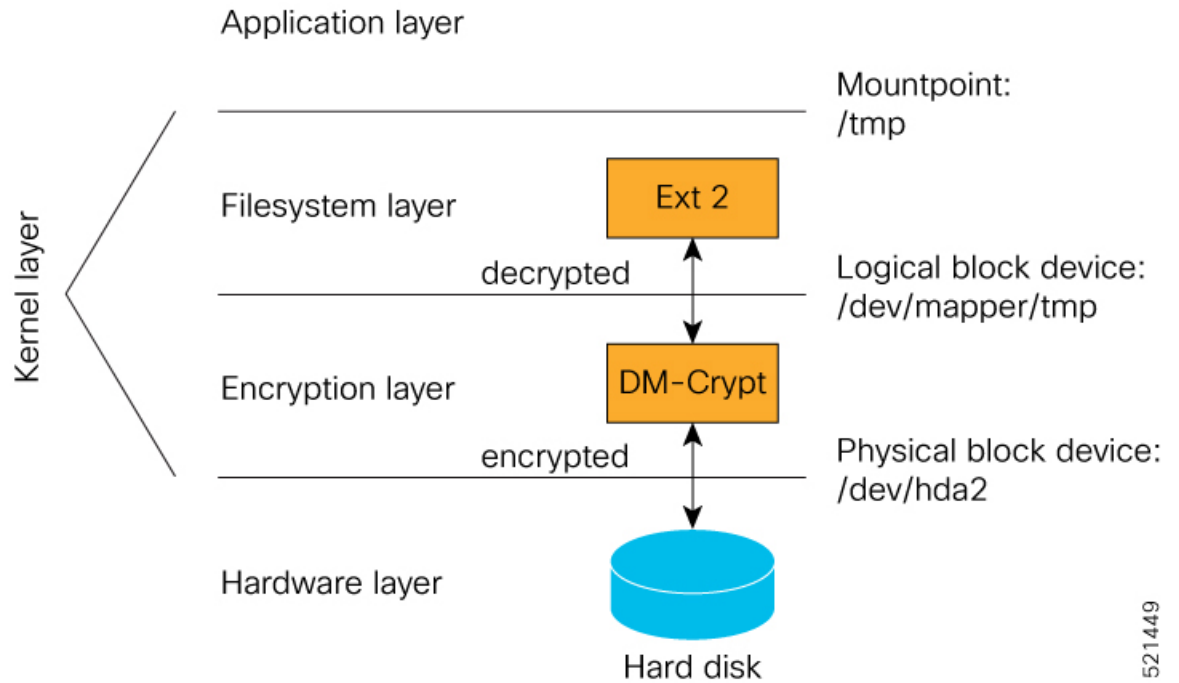 Application layer
Mountpoint:
/tmp
Kernel layer
Filesystem layer
Ext 2
decrypted
Logical block device:
/dev/mapper/tmp
Encryption layer
DM-Crypt
encrypted
Physical block device:
/dev/hda2
Hardware layer
Hard disk
521449